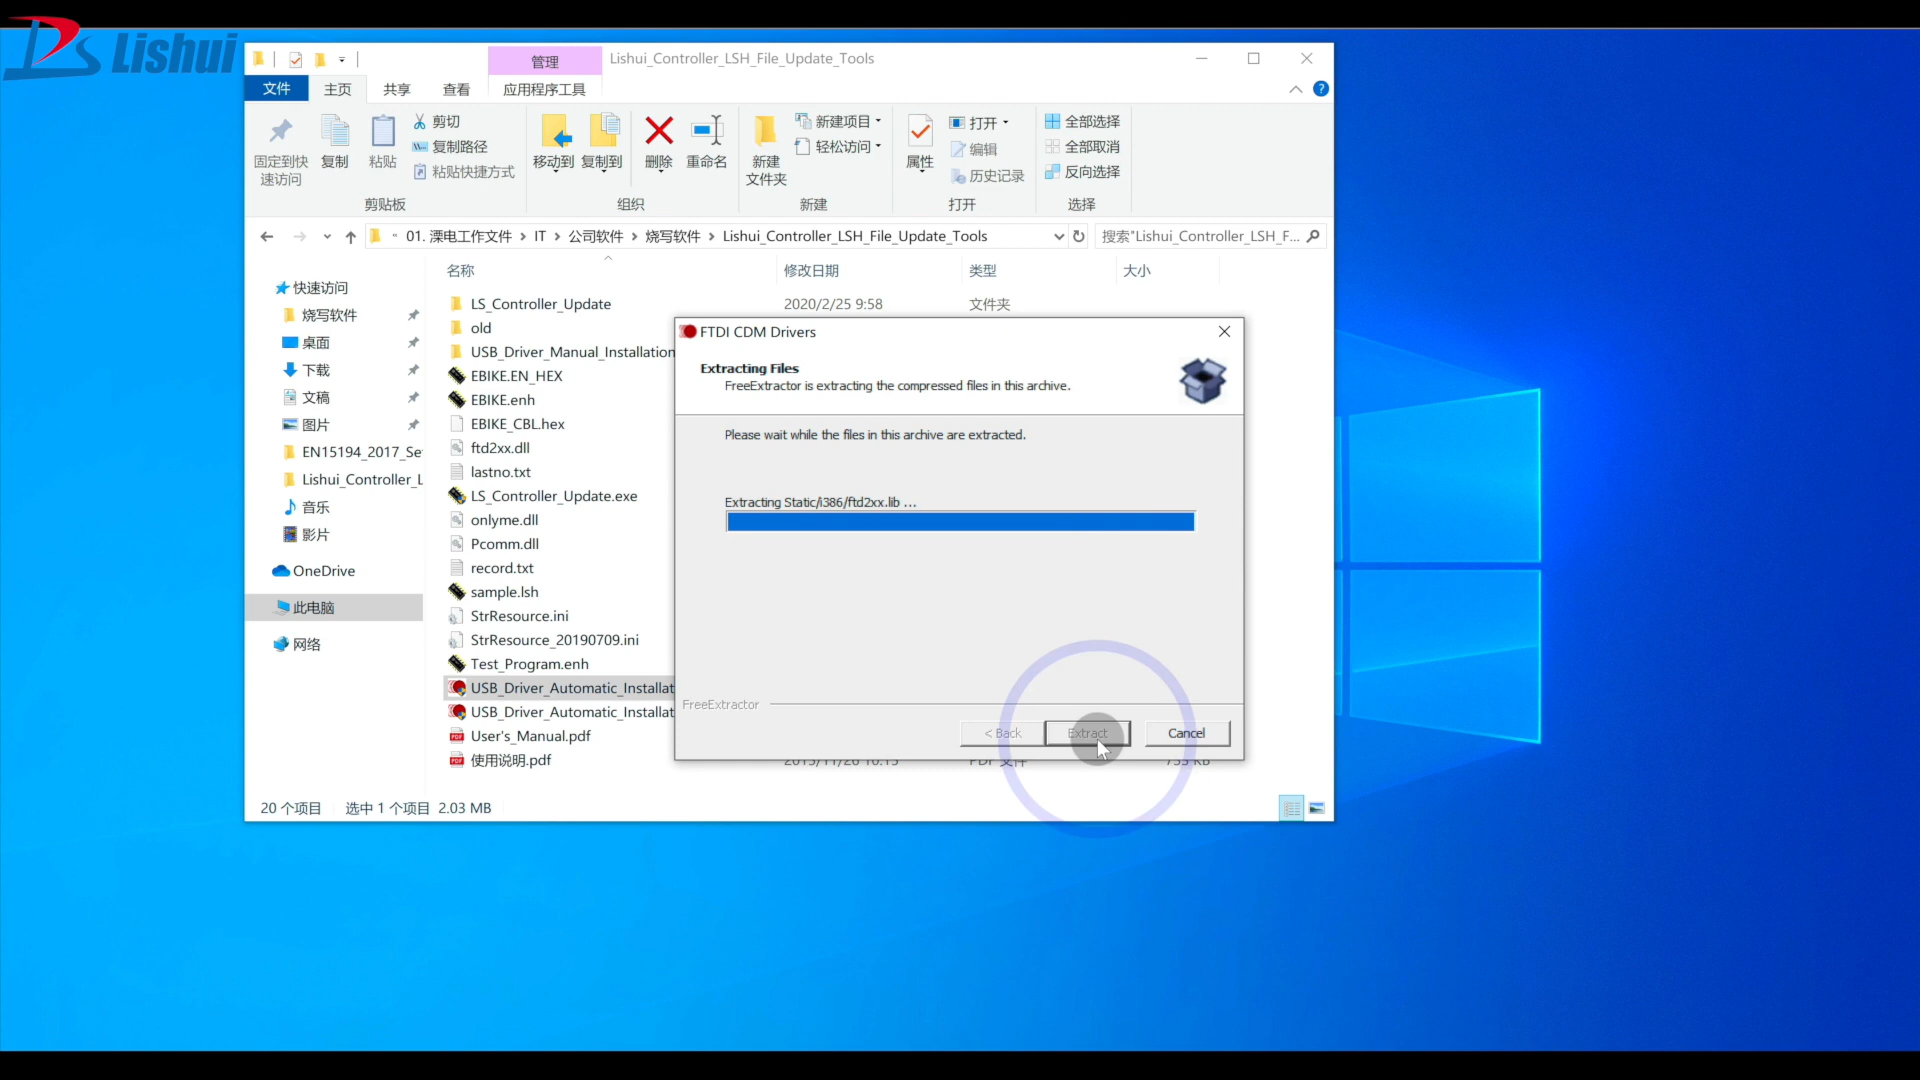 Lishui
管理
Lishui_Controller_LSH_File_Update_Tools
文件
主页
共享
查看
应用程序工具
固定到快
速访问
复制
粘贴
剪切
复制路径
粘贴快捷方式
剪贴板
移动到
复制到
删除
重命名
组织
新建
文件夹
新建项目
轻松访问
新建
属性
打开
编辑
历史记录
打开
全部选择
全部取消
反向选择
选择
« 01. 溧电工作文件 > IT > 公司软件 > 烧写软件 > Lishui_Controller_LSH_File_Update_Tools
搜索"Lishui_Controller_LSH_F...
名称
修改日期
类型
大小
快速访问
烧写软件
桌面
下载
文稿
图片
EN15194_2017_Se
Lishui_Controller_L
音乐
影片
OneDrive
此电脑
网络
LS_Controller_Update
2020/2/25 9:58
文件夹
old
USB_Driver_Manual_Installation
EBIKE.EN_HEX
EBIKE.enh
EBIKE_CBL.hex
ftd2xx.dll
lastno.txt
LS_Controller_Update.exe
onlyme.dll
Pcomm.dll
record.txt
sample.lsh
StrResource.ini
StrResource_20190709.ini
Test_Program.enh
USB_Driver_Automatic_Installat
USB_Driver_Automatic_Installat
User's_Manual.pdf
使用说明.pdf
PDF 文件
FTDI CDM Drivers
Extracting Files
FreeExtractor is extracting the compressed files in this archive.
Please wait while the files in this archive are extracted.
Extracting Static/i386/ftd2xx.lib ...
FreeExtractor
< Back
Extract
Cancel
20 个项目
选中 1 个项目 2.03 MB